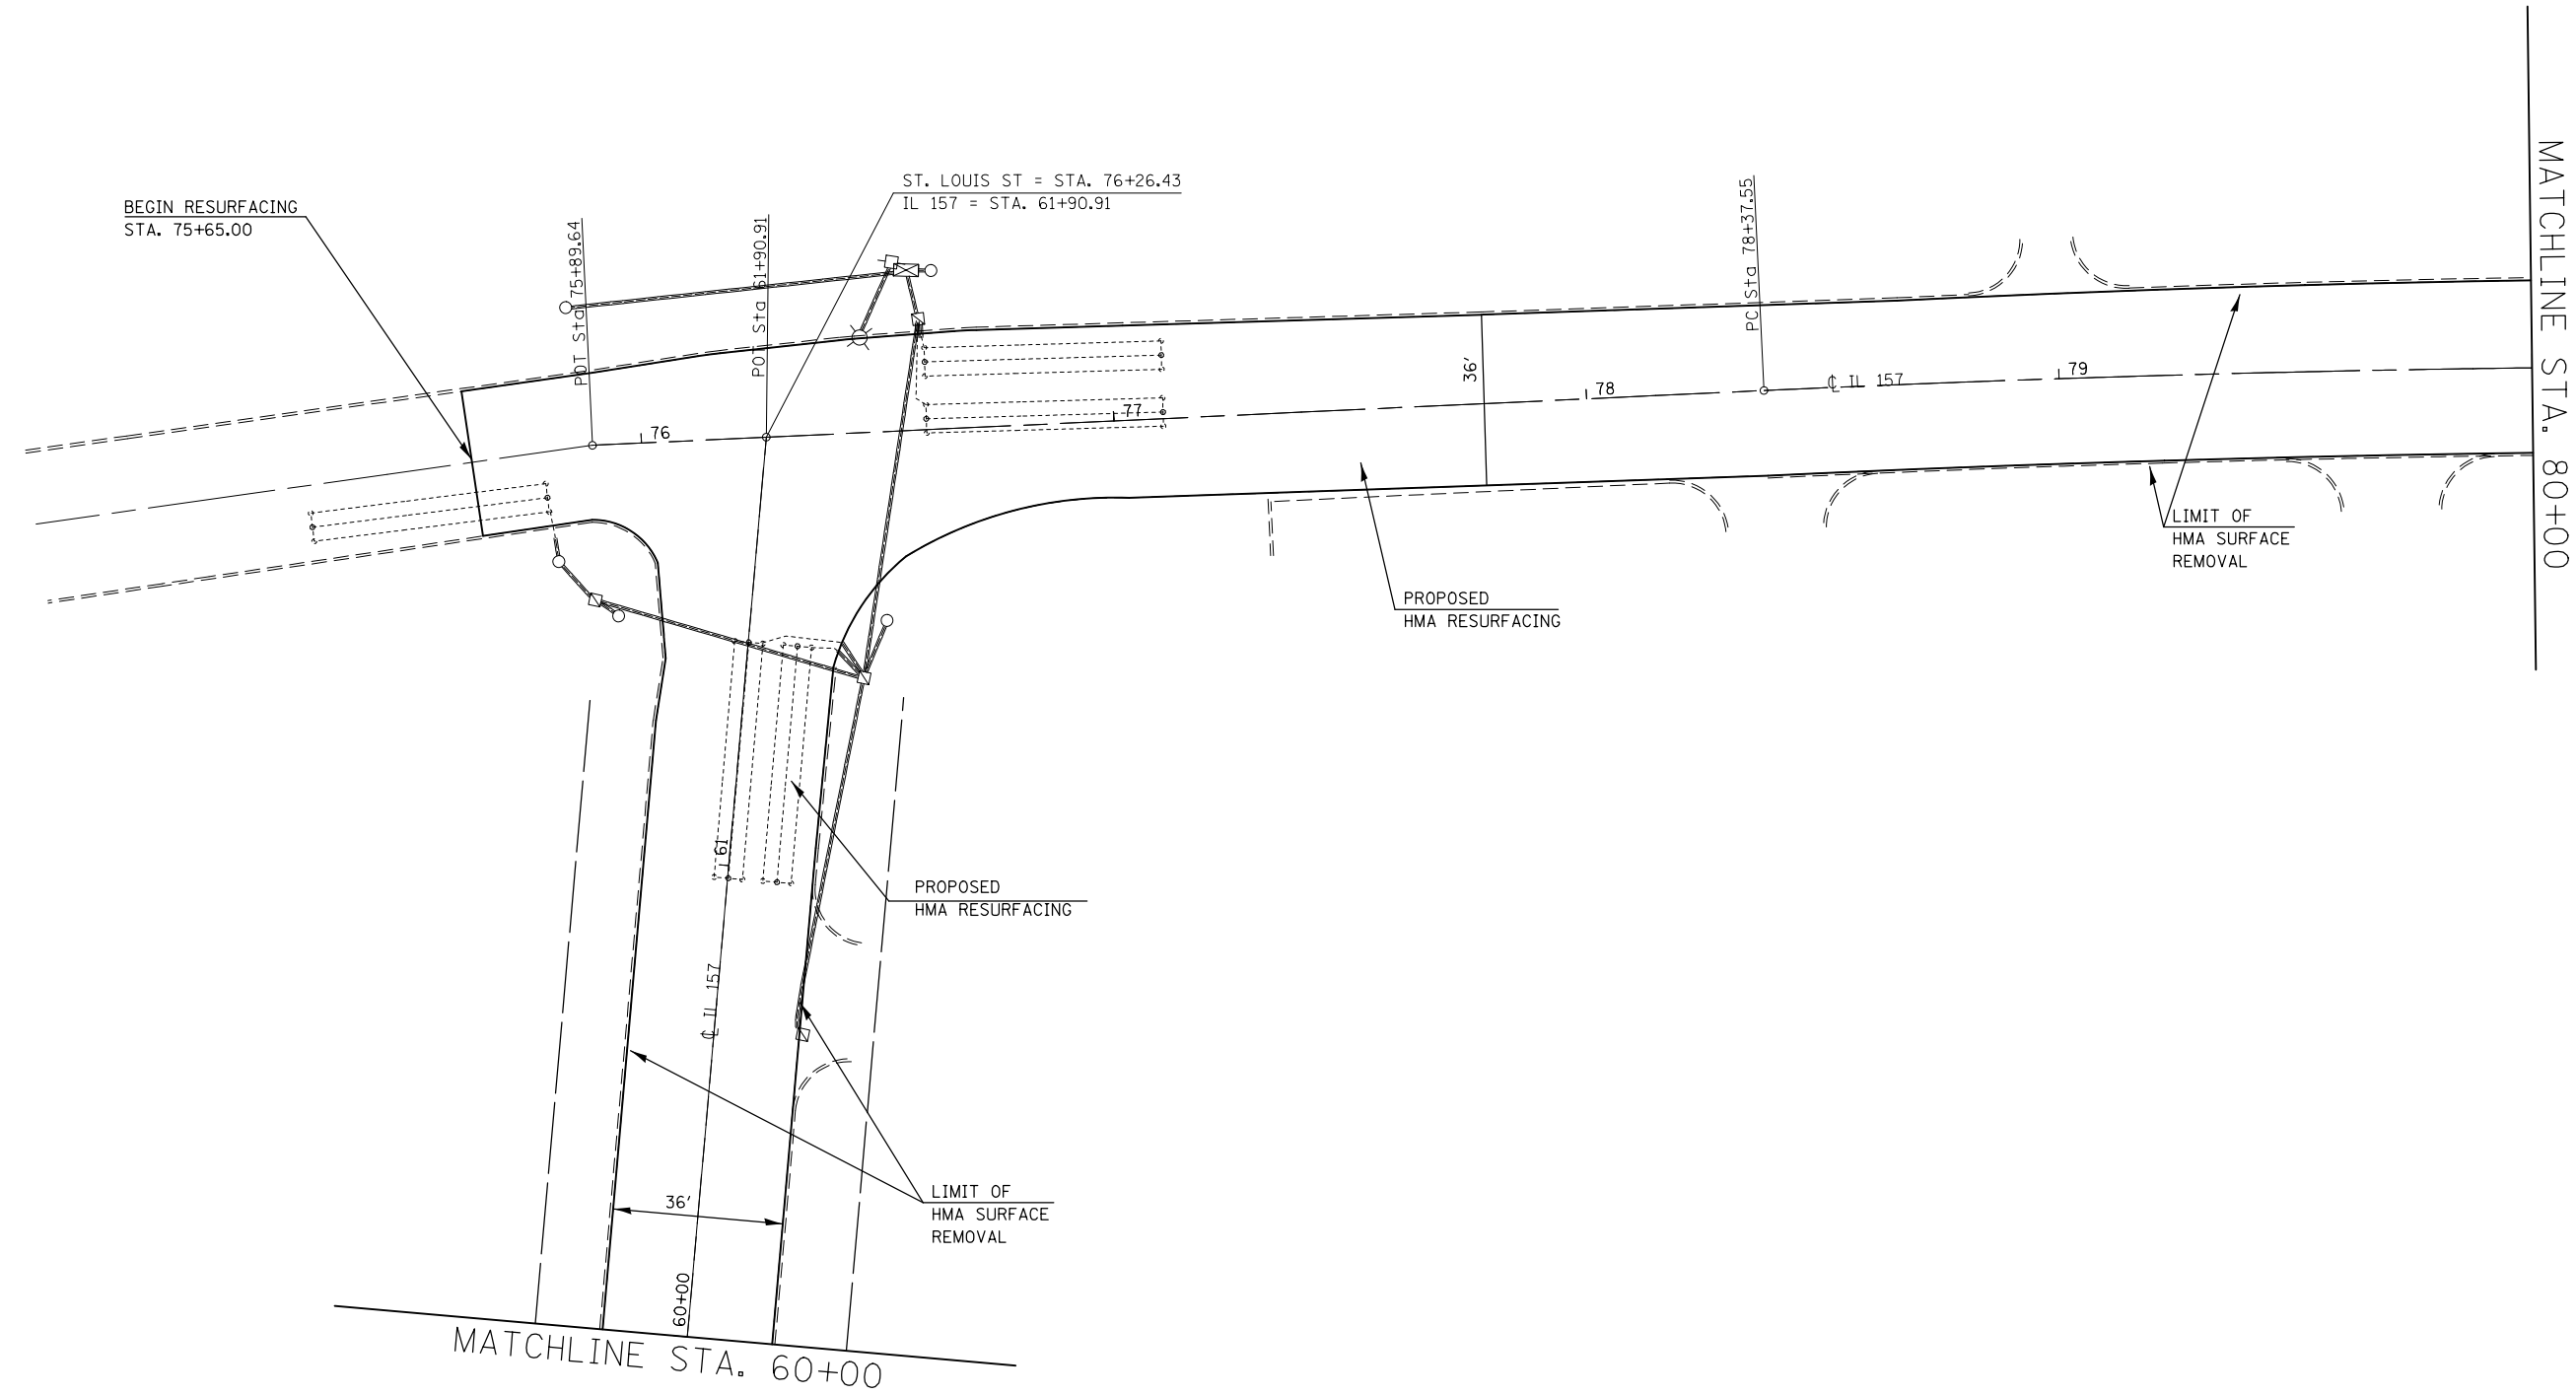 BEGIN RESURFACING
STA. 75+65.00
ST. LOUIS ST = STA. 76+26.43
IL 157 = STA. 61+90.91
POT Sta 75+89.64
POT Sta 61+90.91
PC Sta 78+37.55
76
77
78
79
℄ IL 157
36'
MATCHLINE STA. 80+00
LIMIT OF
HMA SURFACE
REMOVAL
PROPOSED
HMA RESURFACING
61
PROPOSED
HMA RESURFACING
℄ IL 157
LIMIT OF
HMA SURFACE
REMOVAL
36'
60+00
MATCHLINE STA. 60+00